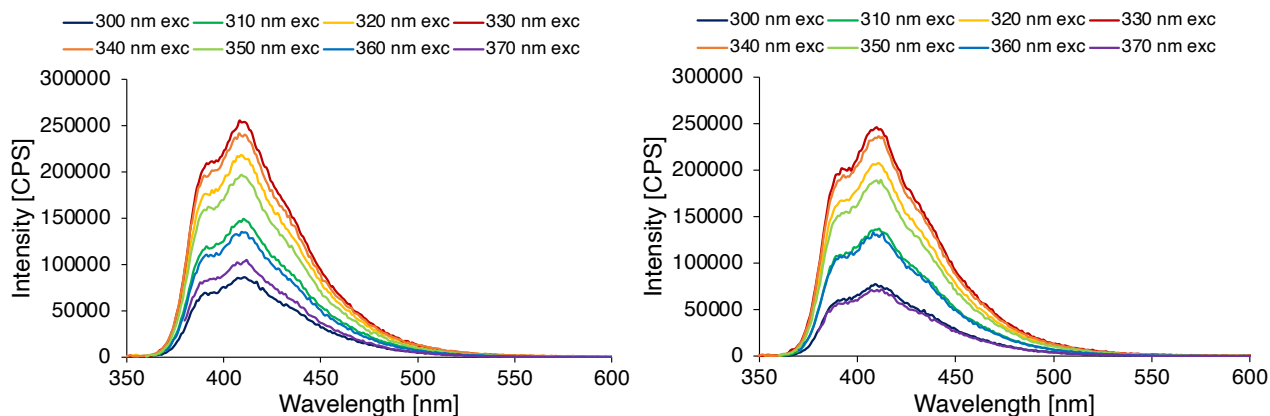 300 nm exc 310 nm exc 320 nm exc 330 nm exc
340 nm exc 350 nm exc 360 nm exc 370 nm exc
300000
250000
200000
150000
100000
50000
0
Intensity [CPS]
350 400 450 500 550 600
Wavelength [nm]
300 nm exc 310 nm exc 320 nm exc 330 nm exc
340 nm exc 350 nm exc 360 nm exc 370 nm exc
300000
250000
200000
150000
100000
50000
0
Intensity [CPS]
350 400 450 500 550 600
Wavelength [nm]